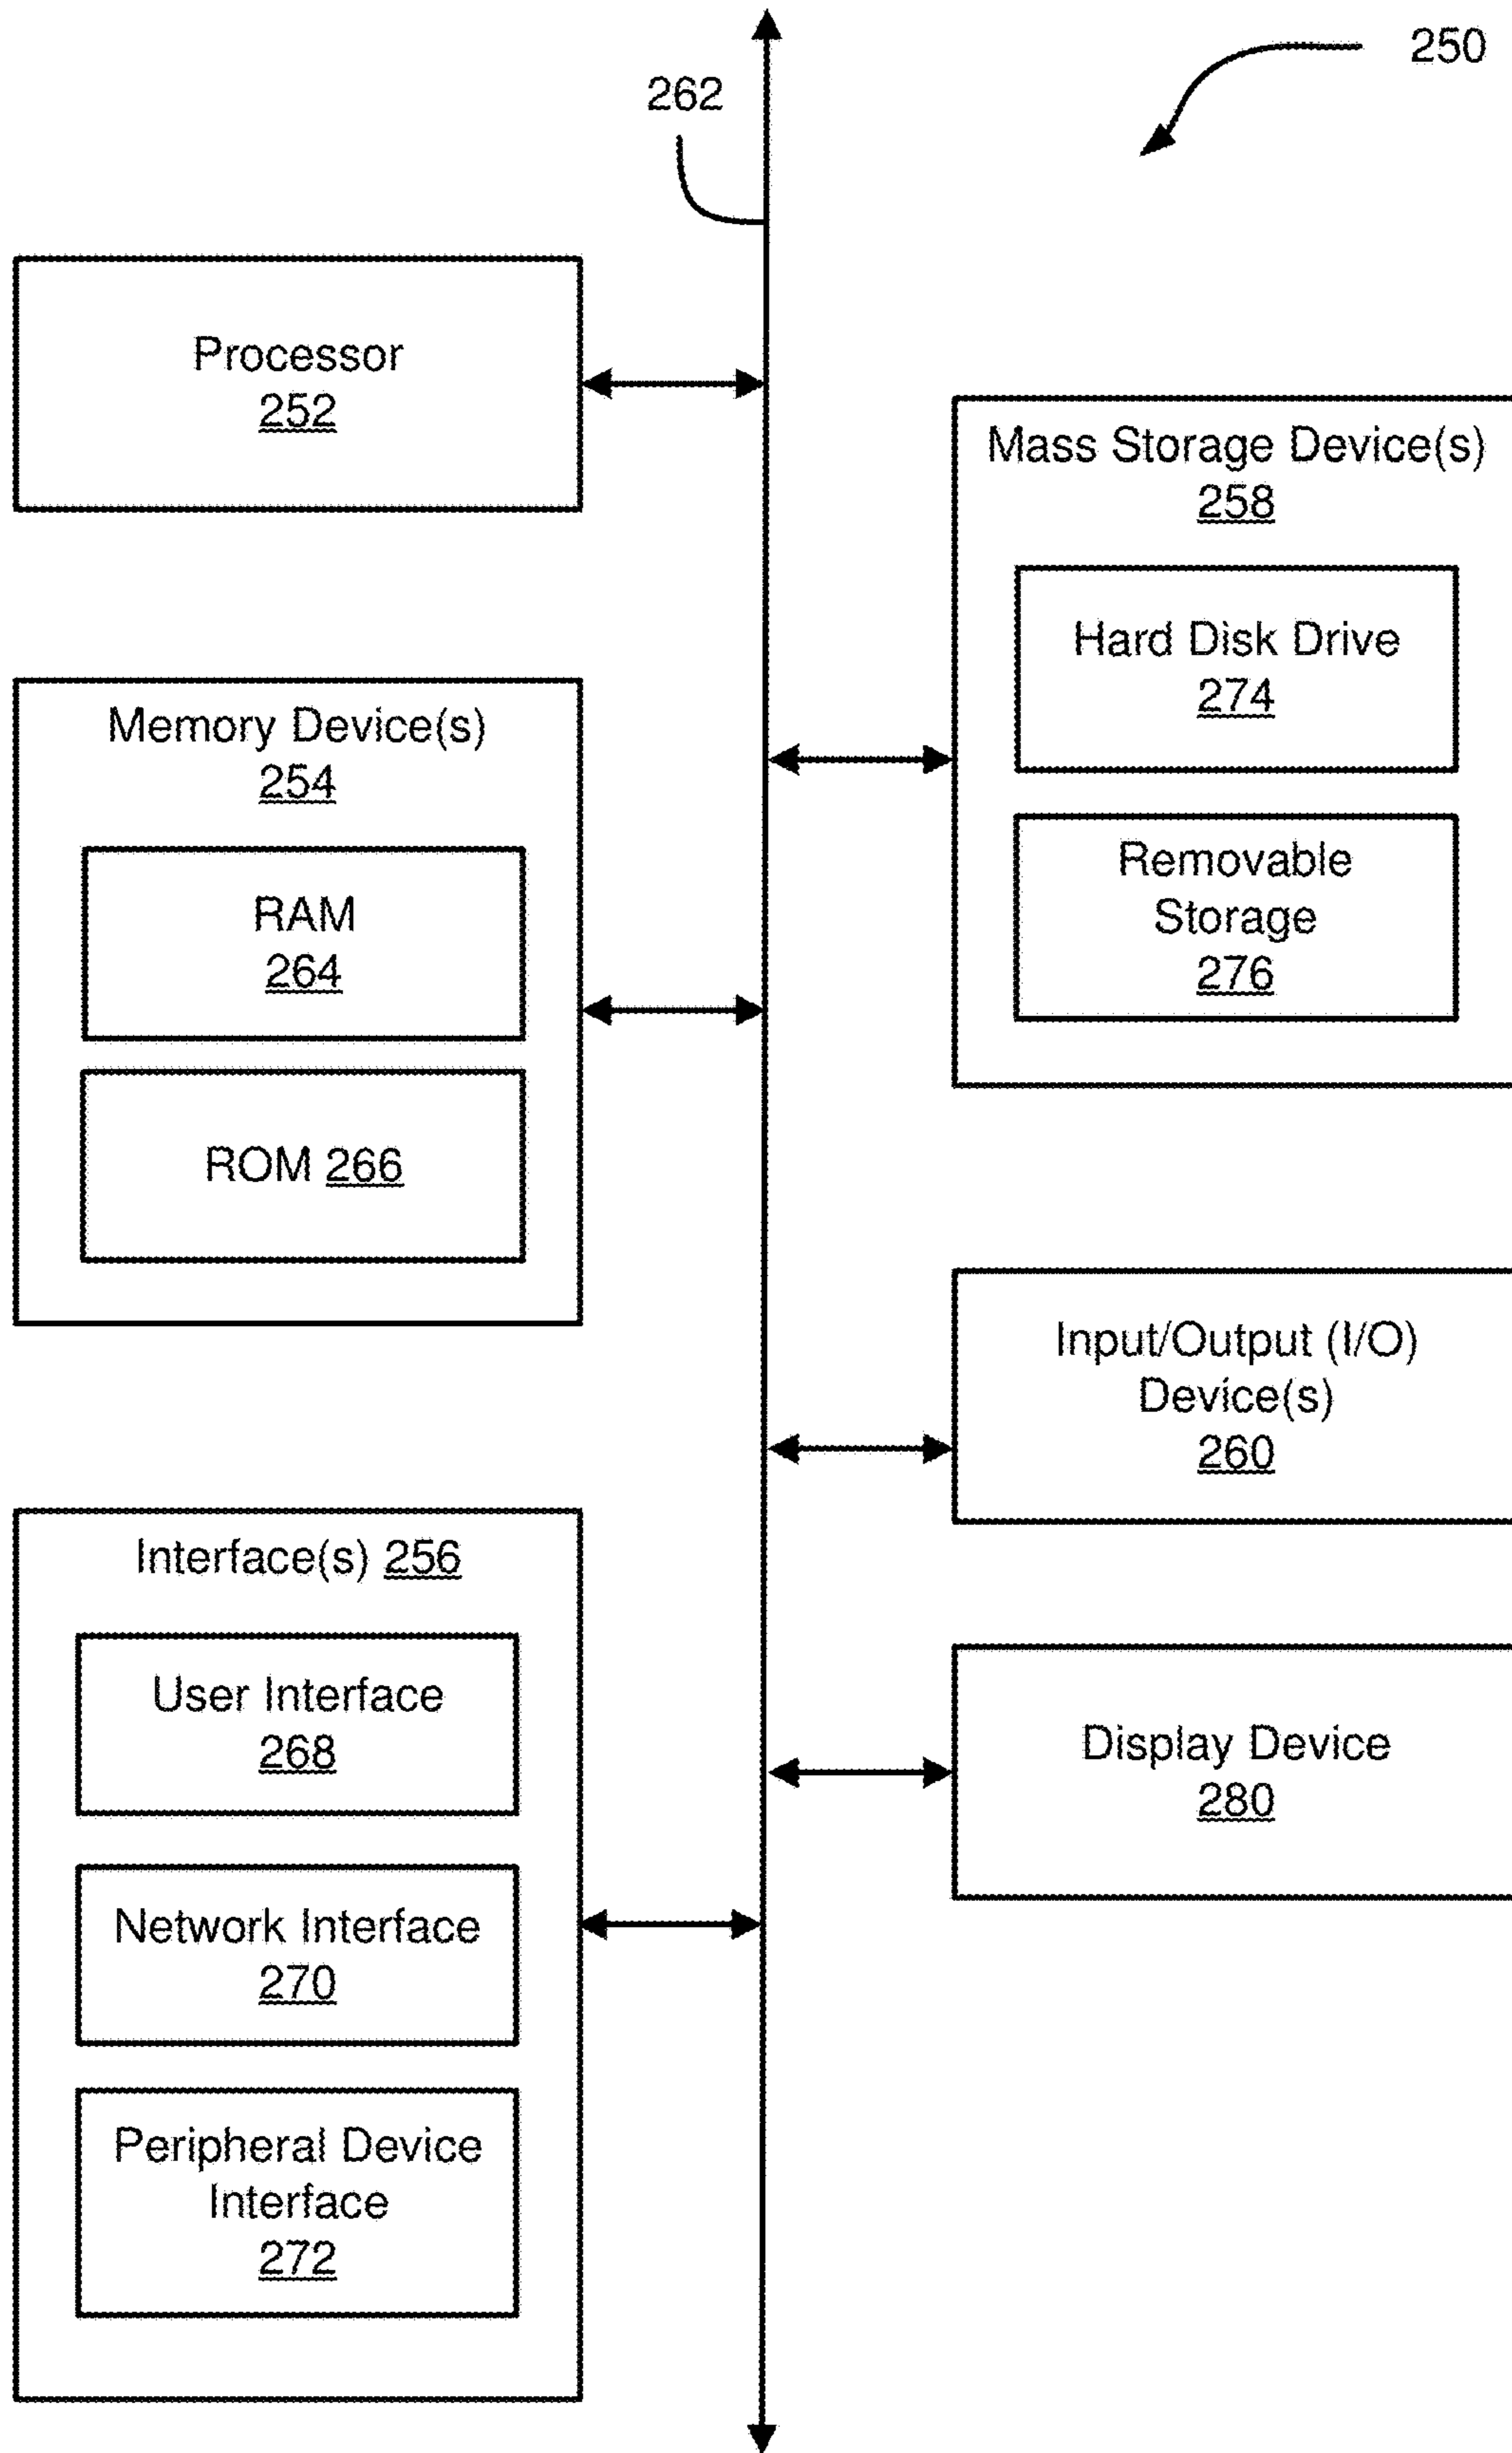 250
262
Processor
252
Mass Storage Device(s)
258
Hard Disk Drive
274
Removable
Storage
276
Memory Device(s)
254
RAM
264
ROM 266
Input/Output (I/O)
Device(s)
260
Interface(s) 256
User Interface
268
Network Interface
270
Peripheral Device
Interface
272
Display Device
280